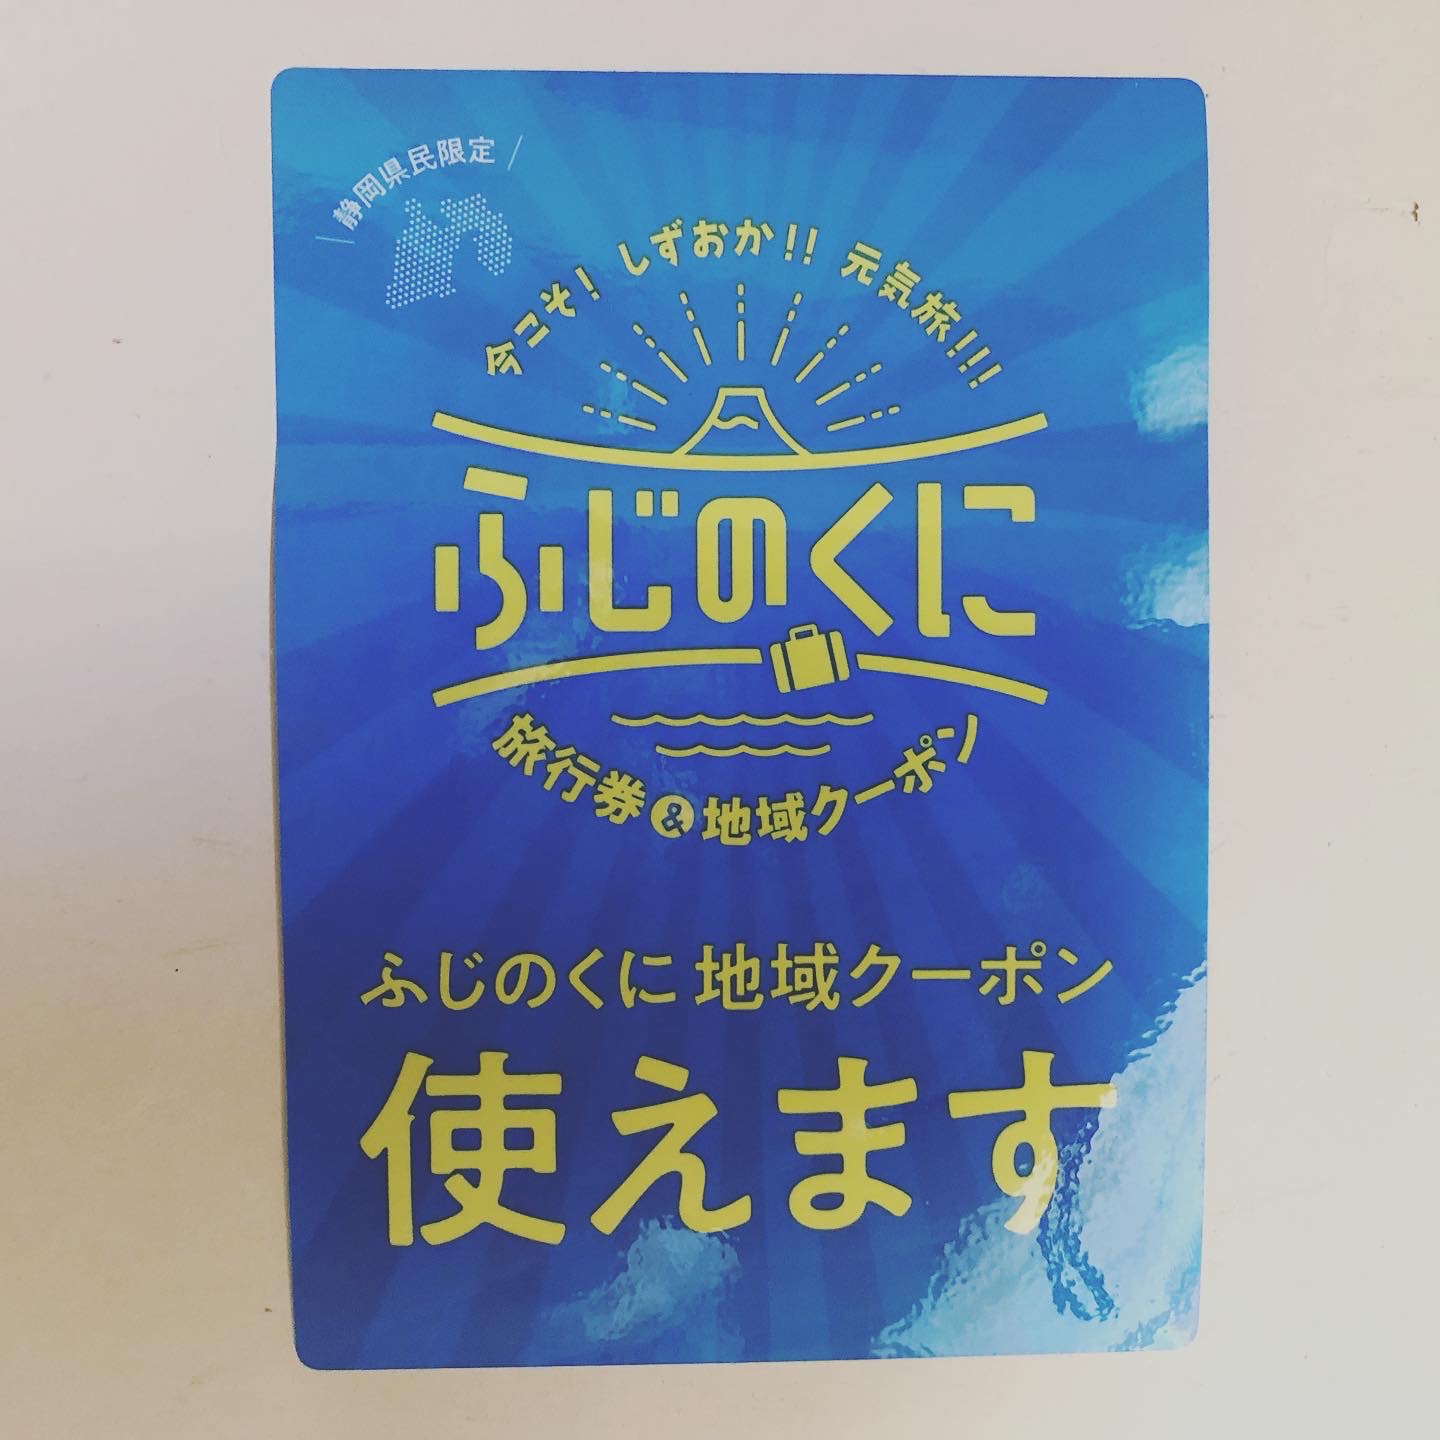 静岡県民限定
今こそ! しずおか!! 元気旅!!!
ふじのくに
旅行券&地域クーポン
ふじのくに 地域クーポン
使えます